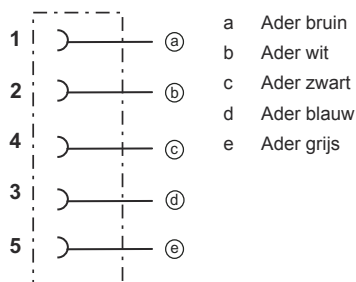 1 a
2 b
4 c
3 d
5 e
a Ader bruin
b Ader wit
c Ader zwart
d Ader blauw
e Ader grijs